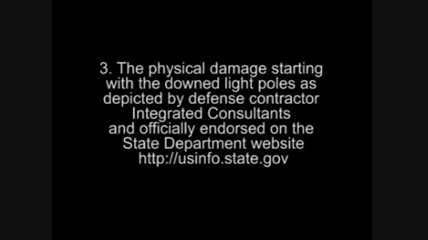 3. The physical damage starting
with the downed light poles as
depicted by defense contractor
Integrated Consultants
and officially endorsed on the
State Department website
http://usinfo.state.gov